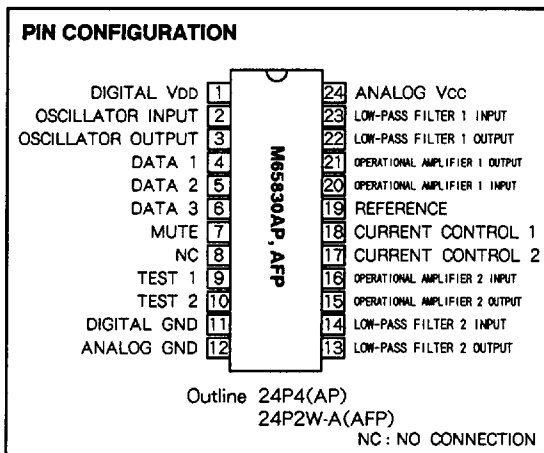 PIN CONFIGURATION
DIGITAL VDD 1
OSCILLATOR INPUT 2
OSCILLATOR OUTPUT 3
DATA 1 4
DATA 2 5
DATA 3 6
MUTE 7
NC 8
TEST 1 9
TEST 2 10
DIGITAL GND 11
ANALOG GND 12
M65830AP, AFP
24 ANALOG VCC
23 LOW-PASS FILTER 1 INPUT
22 LOW-PASS FILTER 1 OUTPUT
21 OPERATIONAL AMPLIFIER 1 OUTPUT
20 OPERATIONAL AMPLIFIER 1 INPUT
19 REFERENCE
18 CURRENT CONTROL 1
17 CURRENT CONTROL 2
16 OPERATIONAL AMPLIFIER 2 INPUT
15 OPERATIONAL AMPLIFIER 2 OUTPUT
14 LOW-PASS FILTER 2 INPUT
13 LOW-PASS FILTER 2 OUTPUT
Outline 24P4(AP)
24P2W-A(AFP)
NC : NO CONNECTION